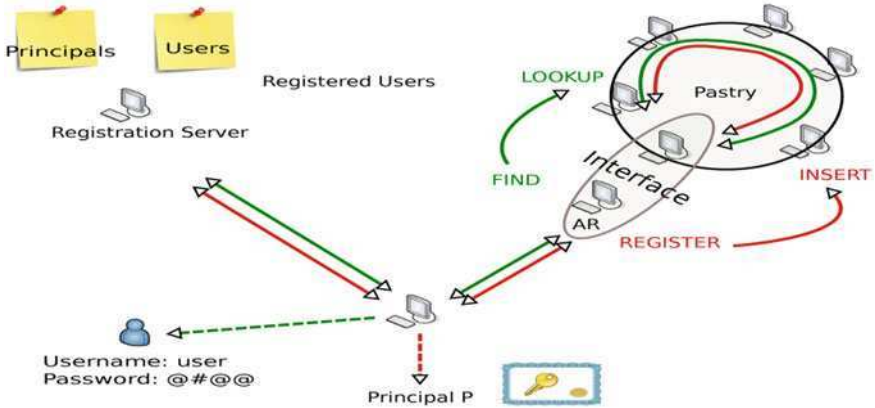 Principals
Users
Registered Users
Registration Server
LOOKUP
Pastry
FIND
Interface
INSERT
AR
REGISTER
Username: user
Password: @#@@
Principal P